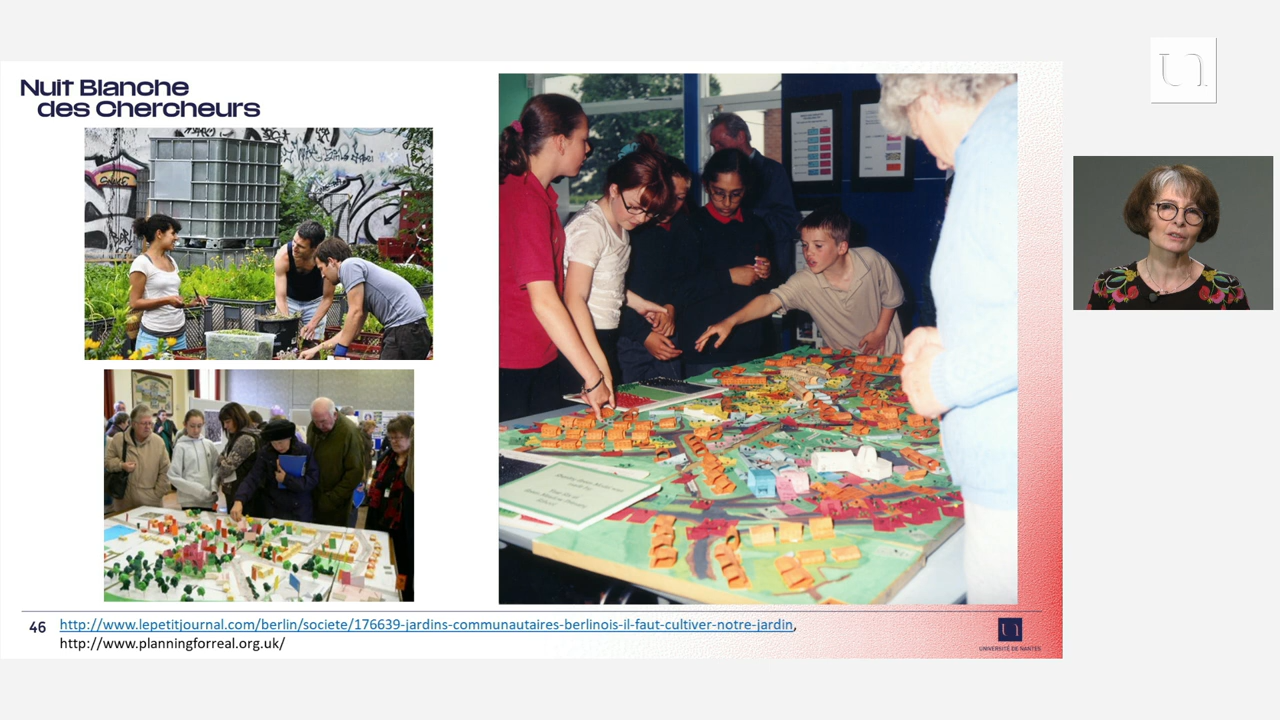 Nuit Blanche
des Chercheurs
46
http://www.lepetitjournal.com/berlin/societe/176639-jardins-communautaires-berlinois-il-faut-cultiver-notre-jardin,
http://www.planningforreal.org.uk/
UNIVERSITÉ DE NANTES